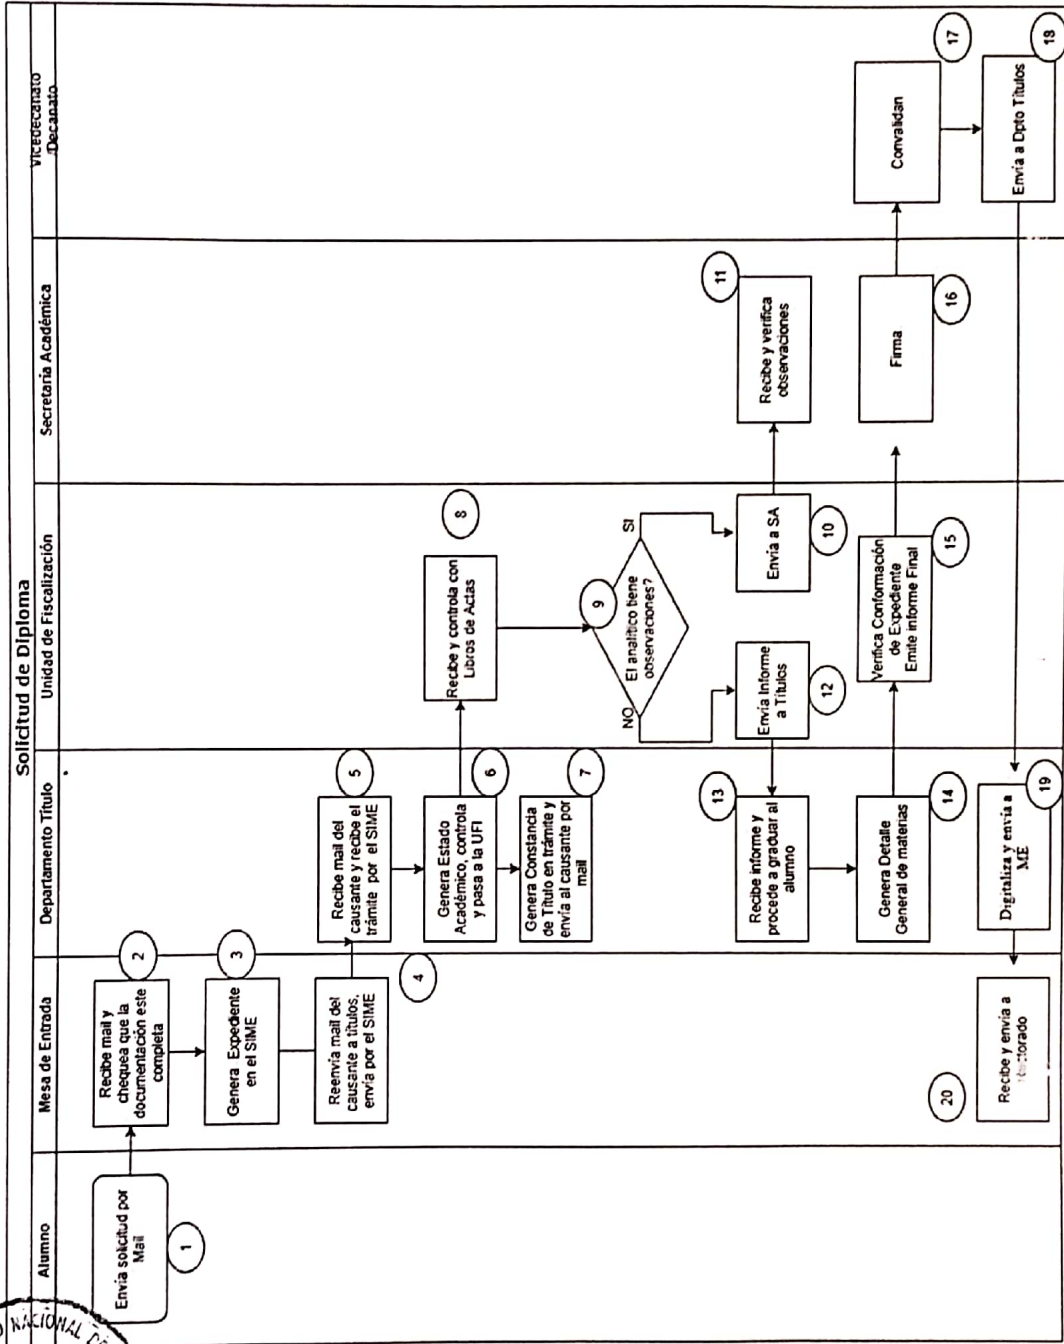 Solicitud de Diploma
Alumno
Mesa de Entrada
Departamento Título
Unidad de Fiscalización
Secretaría Académica
Vicedecanato
/Decanato
Envia solicitud por
Mail
1
Recibe mail y
chequea que la
documentación este
completa
2
Genera Expediente
en el SIME
3
Reenvía mail del
causante a títulos,
envía por el SIME
4
Recibe mail del
causante y recibe el
trámite por el SIME
5
Genera Estado
Académico, controla
y pasa a la UFI
6
Genera Constancia
de Título en trámite y
envía al causante por
mail
7
Recibe y controla con
Libros de Actas
8
9
El analítico tiene
observaciones?
NO
SI
Envía a SA
10
Recibe y verifica
observaciones
11
Envía Informe
a Títulos
12
Recibe informe y
procede a graduar al
alumno
13
Genera Detalle
General de materias
14
Verifica Conformación
de Expediente
Emite informe Final
15
Firma
16
Convalidan
17
Envía a Dpto Títulos
18
Digitaliza y envía a
ME
19
Recibe y envía a
20
NACIONAL DE